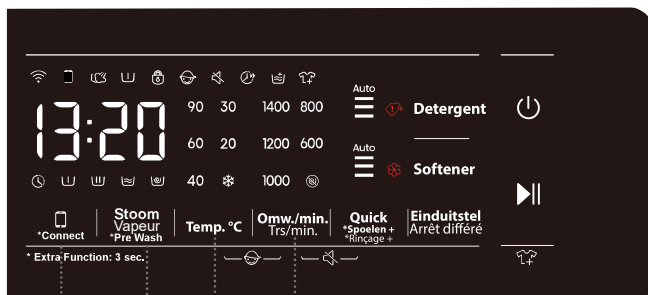 Auto
90 30 1400 800
Detergent
13:20
60 20 1200 600
Auto
Softener
40 1000
*Connect
Stoom
Vapeur
*Pre Wash
Temp. °C
Omw./min.
Trs/min.
Quick
*Spoelen +
*Rinçage +
Einduitstel
Arrêt différé
* Extra Function: 3 sec.